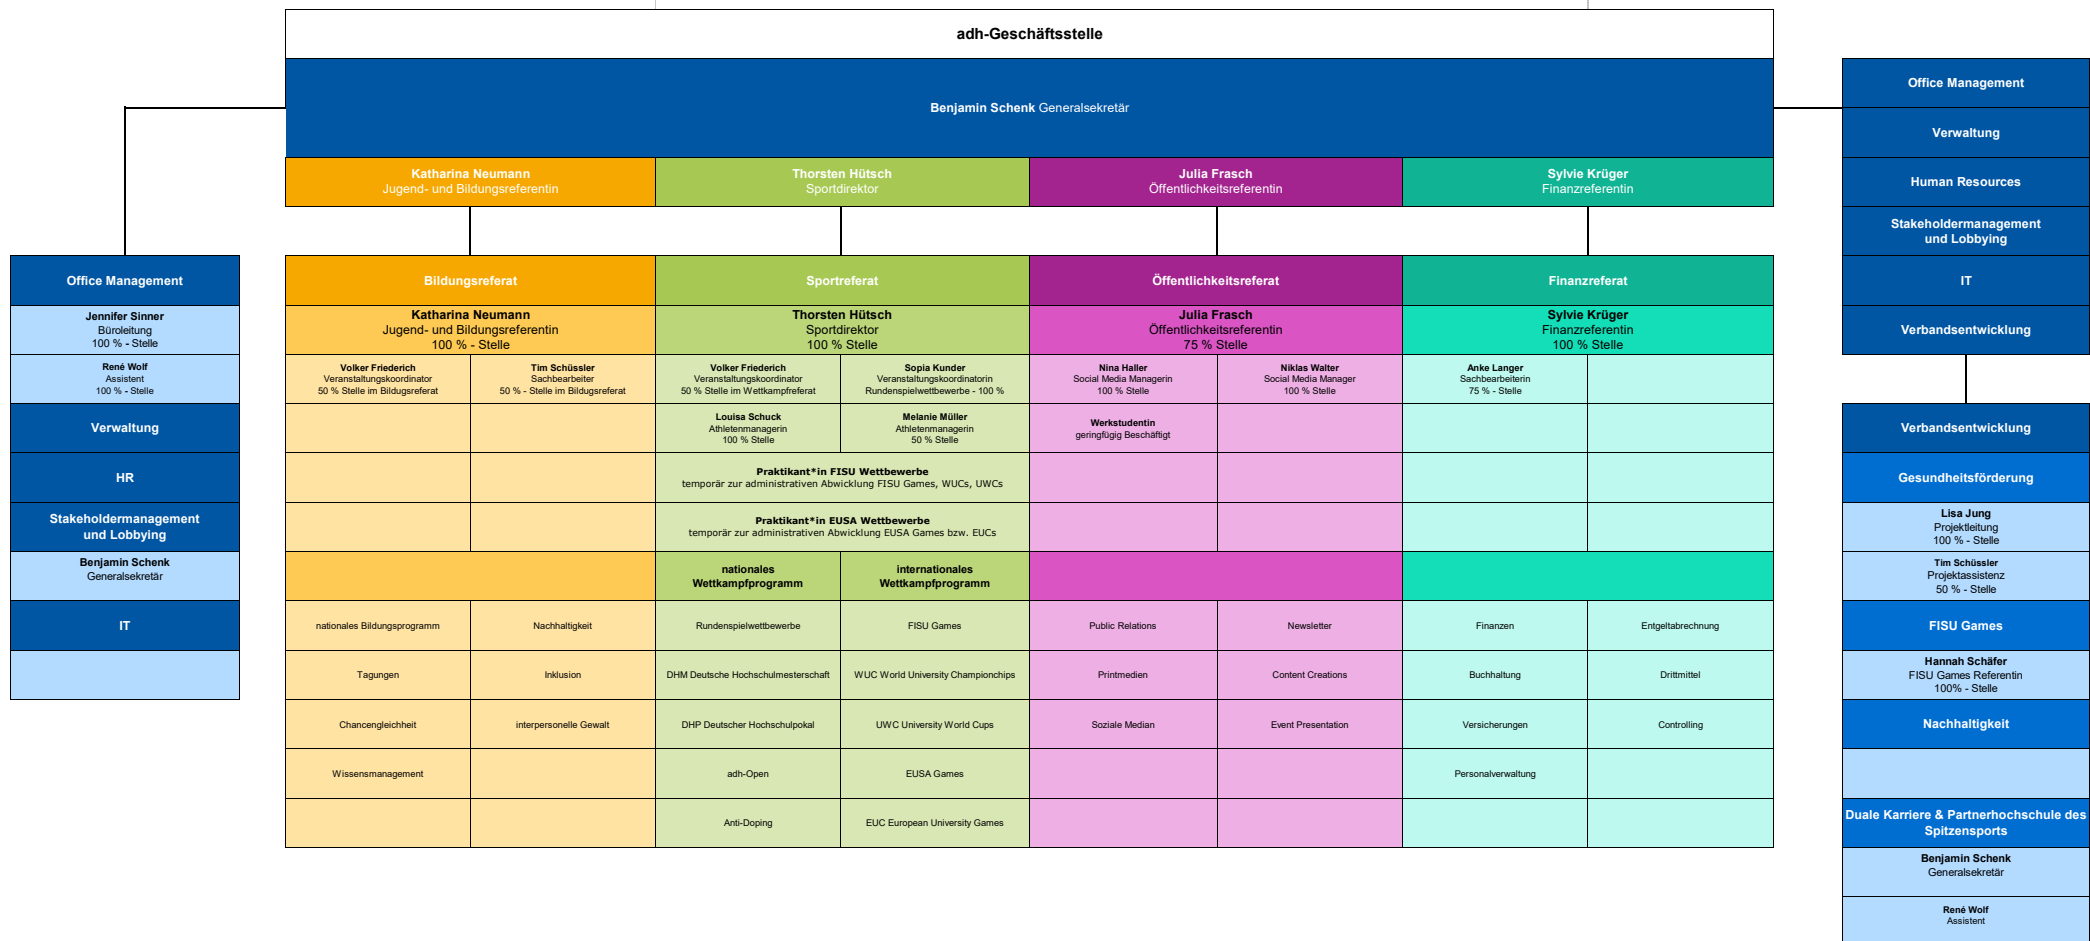 adh-Geschäftsstelle
Benjamin Schenk Generalsekretär
Katharina Neumann
Jugend- und Bildungsreferentin
Thorsten Hütsch
Sportdirektor
Julia Frasch
Öffentlichkeitsreferentin
Sylvie Krüger
Finanzreferentin
Office Management
Jennifer Sinner
Büroleitung
100 % - Stelle
René Wolf
Assistent
100 % - Stelle
Verwaltung
HR
Stakeholdermanagement
und Lobbying
Benjamin Schenk
Generalsekretär
IT
Bildungsreferat
Katharina Neumann
Jugend- und Bildungsreferentin
100 % - Stelle
Volker Friederich
Veranstaltungskoordinator
50 % Stelle im Bildugsreferat
Tim Schüssler
Sachbearbeiter
50 % - Stelle im Bildugsreferat
nationales Bildungsprogramm
Nachhaltigkeit
Tagungen
Inklusion
Chancengleichheit
interpersonelle Gewalt
Wissensmanagement
Sportreferat
Thorsten Hütsch
Sportdirektor
100 % Stelle
Volker Friederich
Veranstaltungskoordinator
50 % Stelle im Wettkampfreferat
Sopia Kunder
Veranstaltungskoordinatorin
Rundenspielwettbewerbe - 100 %
Louisa Schuck
Athletenmanagerin
100 % Stelle
Melanie Müller
Athletenmanagerin
50 % Stelle
Praktikant*in FISU Wettbewerbe
temporär zur administrativen Abwicklung FISU Games, WUCs, UWCs
Praktikant*in EUSA Wettbewerbe
temporär zur administrativen Abwicklung EUSA Games bzw. EUCs
nationales
Wettkampfprogramm
internationales
Wettkampfprogramm
Rundenspielwettbewerbe
FISU Games
DHM Deutsche Hochschulmesterschaft
WUC World University Championchips
DHP Deutscher Hochschulpokal
UWC University World Cups
adh-Open
EUSA Games
Anti-Doping
EUC European University Games
Öffentlichkeitsreferat
Julia Frasch
Öffentlichkeitsreferentin
75 % Stelle
Nina Haller
Social Media Managerin
100 % Stelle
Niklas Walter
Social Media Manager
100 % Stelle
Werkstudentin
geringfügig Beschäftigt
Public Relations
Newsletter
Printmedien
Content Creations
Soziale Median
Event Presentation
Finanzreferat
Sylvie Krüger
Finanzreferentin
100 % Stelle
Anke Langer
Sachbearbeiterin
75 % - Stelle
Finanzen
Entgeltabrechnung
Buchhaltung
Drittmittel
Versicherungen
Controlling
Personalverwaltung
Office Management
Verwaltung
Human Resources
Stakeholdermanagement
und Lobbying
IT
Verbandsentwicklung
Verbandsentwicklung
Gesundheitsförderung
Lisa Jung
Projektleitung
100 % - Stelle
Tim Schüssler
Projektassistenz
50 % - Stelle
FISU Games
Hannah Schäfer
FISU Games Referentin
100% - Stelle
Nachhaltigkeit
Duale Karriere & Partnerhochschule des
Spitzensports
Benjamin Schenk
Generalsekretär
René Wolf
Assistent